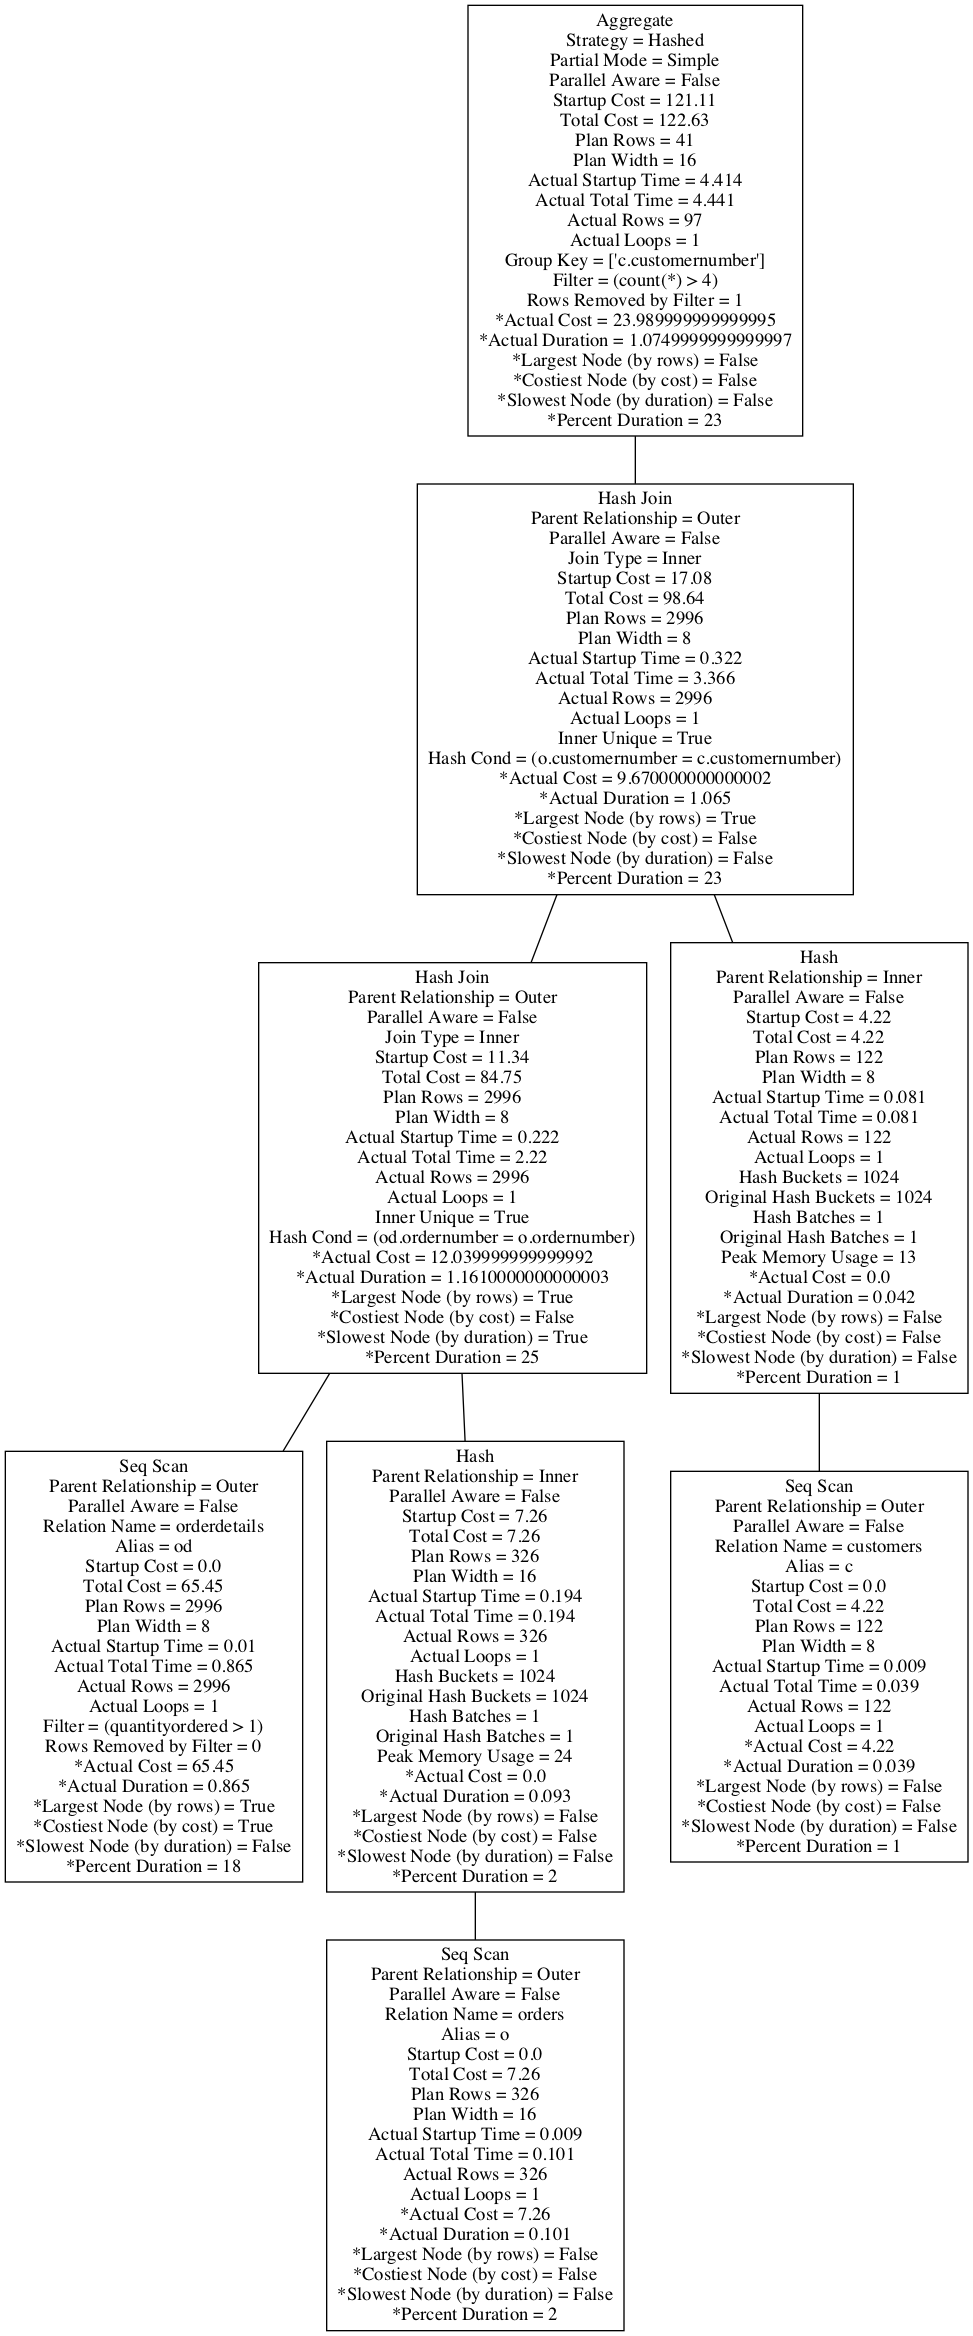 Aggregate
Strategy = Hashed
Partial Mode = Simple
Parallel Aware = False
Startup Cost = 121.11
Total Cost = 122.63
Plan Rows = 41
Plan Width = 16
Actual Startup Time = 4.414
Actual Total Time = 4.441
Actual Rows = 97
Actual Loops = 1
Group Key = ['c.customernumber']
Filter = (count(*) > 4)
Rows Removed by Filter = 1
*Actual Cost = 23.989999999999995
*Actual Duration = 1.0749999999999997
*Largest Node (by rows) = False
*Costiest Node (by cost) = False
*Slowest Node (by duration) = False
*Percent Duration = 23
Hash Join
Parent Relationship = Outer
Parallel Aware = False
Join Type = Inner
Startup Cost = 17.08
Total Cost = 98.64
Plan Rows = 2996
Plan Width = 8
Actual Startup Time = 0.322
Actual Total Time = 3.366
Actual Rows = 2996
Actual Loops = 1
Inner Unique = True
Hash Cond = (o.customernumber = c.customernumber)
*Actual Cost = 9.670000000000002
*Actual Duration = 1.065
*Largest Node (by rows) = True
*Costiest Node (by cost) = False
*Slowest Node (by duration) = False
*Percent Duration = 23
Hash Join
Parent Relationship = Outer
Parallel Aware = False
Join Type = Inner
Startup Cost = 11.34
Total Cost = 84.75
Plan Rows = 2996
Plan Width = 8
Actual Startup Time = 0.222
Actual Total Time = 2.22
Actual Rows = 2996
Actual Loops = 1
Inner Unique = True
Hash Cond = (od.ordernumber = o.ordernumber)
*Actual Cost = 12.039999999999992
*Actual Duration = 1.1610000000000003
*Largest Node (by rows) = True
*Costiest Node (by cost) = False
*Slowest Node (by duration) = True
*Percent Duration = 25
Hash
Parent Relationship = Inner
Parallel Aware = False
Startup Cost = 4.22
Total Cost = 4.22
Plan Rows = 122
Plan Width = 8
Actual Startup Time = 0.081
Actual Total Time = 0.081
Actual Rows = 122
Actual Loops = 1
Hash Buckets = 1024
Original Hash Buckets = 1024
Hash Batches = 1
Original Hash Batches = 1
Peak Memory Usage = 13
*Actual Cost = 0.0
*Actual Duration = 0.042
*Largest Node (by rows) = False
*Costiest Node (by cost) = False
*Slowest Node (by duration) = False
*Percent Duration = 1
Seq Scan
Parent Relationship = Outer
Parallel Aware = False
Relation Name = orderdetails
Alias = od
Startup Cost = 0.0
Total Cost = 65.45
Plan Rows = 2996
Plan Width = 8
Actual Startup Time = 0.01
Actual Total Time = 0.865
Actual Rows = 2996
Actual Loops = 1
Filter = (quantityordered > 1)
Rows Removed by Filter = 0
*Actual Cost = 65.45
*Actual Duration = 0.865
*Largest Node (by rows) = True
*Costiest Node (by cost) = True
*Slowest Node (by duration) = False
*Percent Duration = 18
Hash
Parent Relationship = Inner
Parallel Aware = False
Startup Cost = 7.26
Total Cost = 7.26
Plan Rows = 326
Plan Width = 16
Actual Startup Time = 0.194
Actual Total Time = 0.194
Actual Rows = 326
Actual Loops = 1
Hash Buckets = 1024
Original Hash Buckets = 1024
Hash Batches = 1
Original Hash Batches = 1
Peak Memory Usage = 24
*Actual Cost = 0.0
*Actual Duration = 0.093
*Largest Node (by rows) = False
*Costiest Node (by cost) = False
*Slowest Node (by duration) = False
*Percent Duration = 2
Seq Scan
Parent Relationship = Outer
Parallel Aware = False
Relation Name = customers
Alias = c
Startup Cost = 0.0
Total Cost = 4.22
Plan Rows = 122
Plan Width = 8
Actual Startup Time = 0.009
Actual Total Time = 0.039
Actual Rows = 122
Actual Loops = 1
*Actual Cost = 4.22
*Actual Duration = 0.039
*Largest Node (by rows) = False
*Costiest Node (by cost) = False
*Slowest Node (by duration) = False
*Percent Duration = 1
Seq Scan
Parent Relationship = Outer
Parallel Aware = False
Relation Name = orders
Alias = o
Startup Cost = 0.0
Total Cost = 7.26
Plan Rows = 326
Plan Width = 16
Actual Startup Time = 0.009
Actual Total Time = 0.101
Actual Rows = 326
Actual Loops = 1
*Actual Cost = 7.26
*Actual Duration = 0.101
*Largest Node (by rows) = False
*Costiest Node (by cost) = False
*Slowest Node (by duration) = False
*Percent Duration = 2